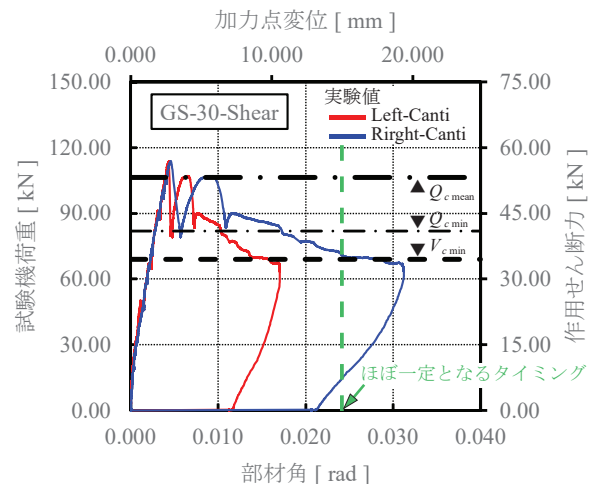 加力点変位 [ mm ]
0.000 10.000 20.000
150.00 75.00
実験値
GS-30-Shear
Left-Canti
Rirght-Canti
120.00 60.00
Q c mean
90.00 45.00
Q c min
V c min
60.00 30.00
30.00 15.00
ほぼ一定となるタイミング
0.00 0.00
0.000 0.010 0.020 0.030 0.040
部材角 [ rad ]
試験機荷重 [ kN ]
作用せん断力 [ kN ]